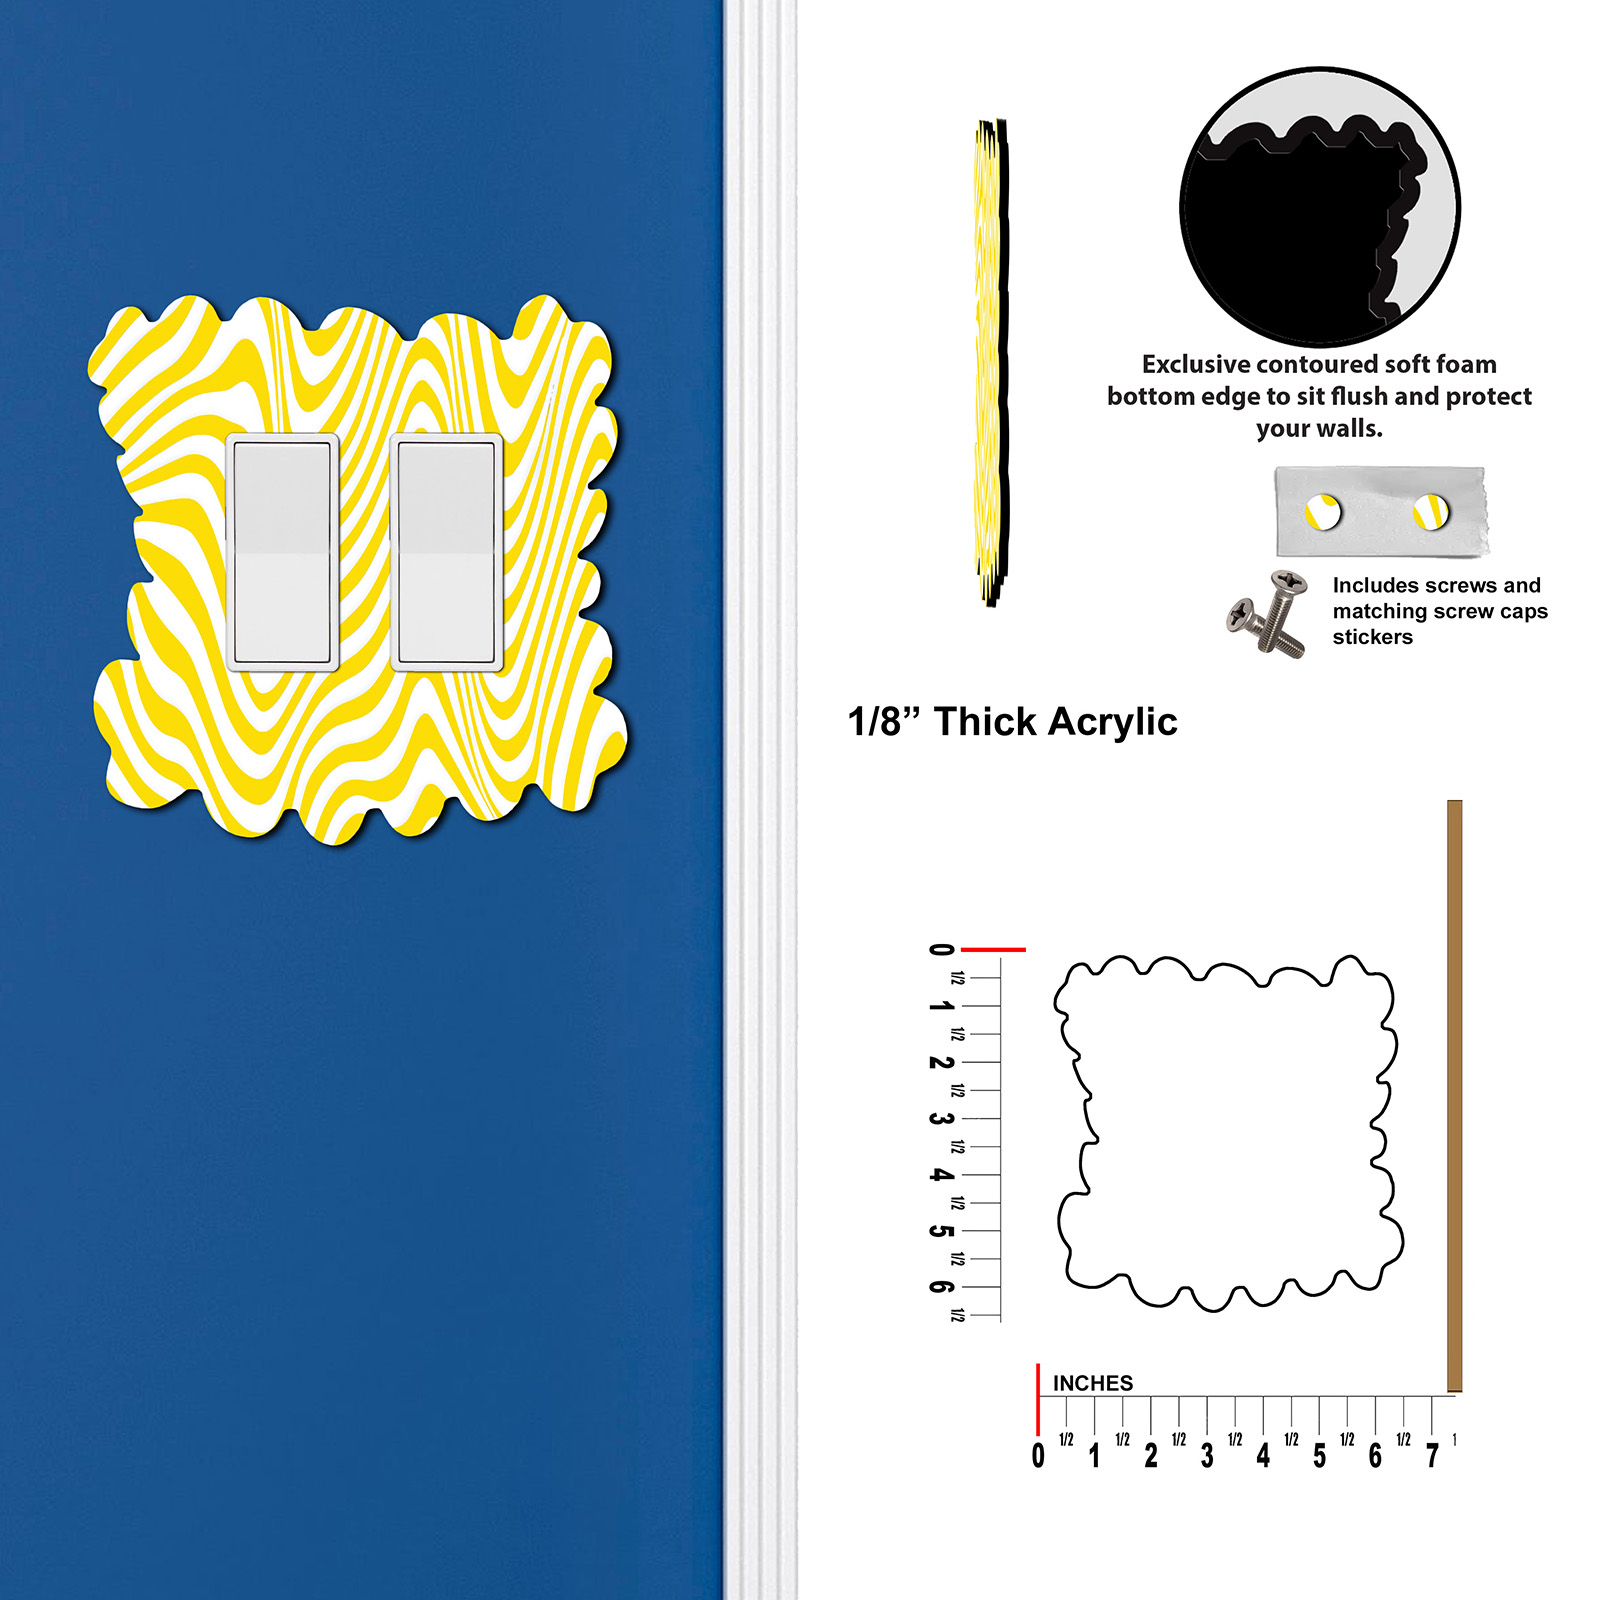 Exclusive contoured soft foam
bottom edge to sit flush and protect
your walls.
Includes screws and
matching screw caps
stickers
1/8” Thick Acrylic
0
1/2
1
1/2
2
1/2
3
1/2
4
1/2
5
1/2
6
1/2
INCHES
0 1/2 1 1/2 2 1/2 3 1/2 4 1/2 5 1/2 6 1/2 7 1